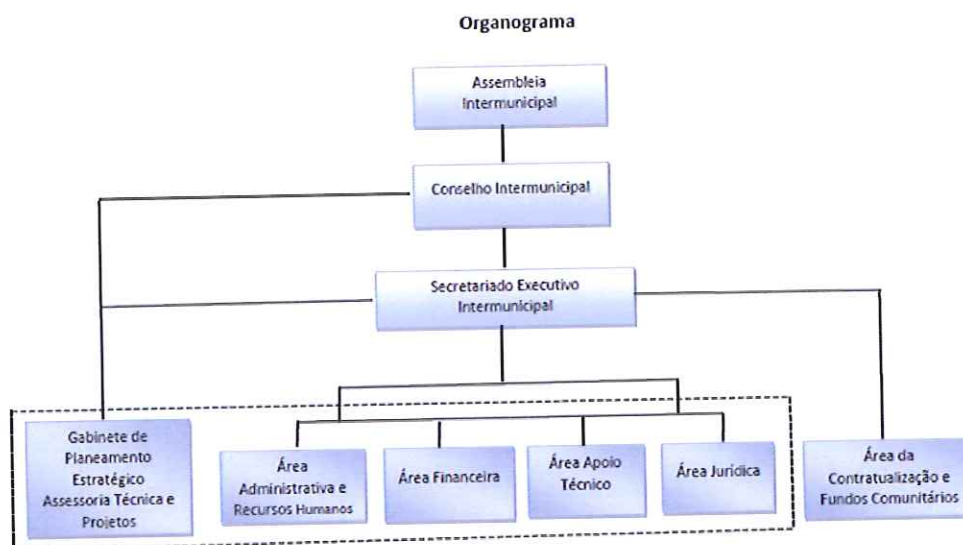 Organograma
Assembleia
Intermunicipal
Conselho Intermunicipal
Secretariado Executivo
Intermunicipal
Gabinete de
Planeamento
Estratégico
Assessoria Técnica e
Projetos
Área
Administrativa e
Recursos Humanos
Área Financeira
Área Apoio
Técnico
Área Jurídica
Área da
Contratualização e
Fundos Comunitários